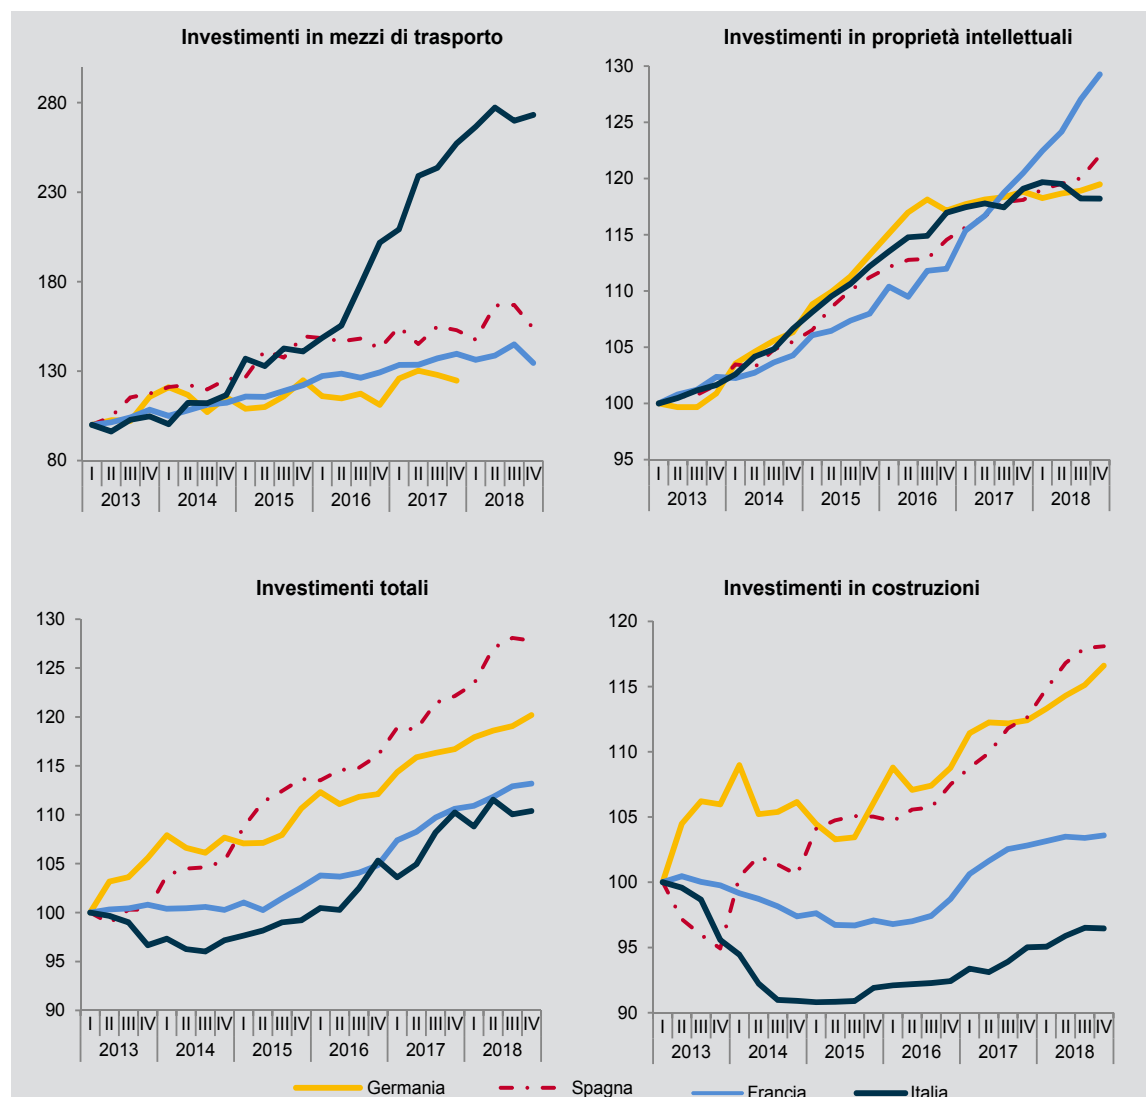 Investimenti in mezzi di trasporto
280
230
180
130
80
I II III IV I II III IV I II III IV I II III IV I II III IV I II III IV
2013 2014 2015 2016 2017 2018
Investimenti in proprietà intellettuali
130
125
120
115
110
105
100
95
I II III IV I II III IV I II III IV I II III IV I II III IV I II III IV
2013 2014 2015 2016 2017 2018
Investimenti totali
130
125
120
115
110
105
100
95
90
I II III IV I II III IV I II III IV I II III IV I II III IV I II III IV
2013 2014 2015 2016 2017 2018
Investimenti in costruzioni
120
115
110
105
100
95
90
I II III IV I II III IV I II III IV I II III IV I II III IV I II III IV
2013 2014 2015 2016 2017 2018
Germania Spagna Francia Italia